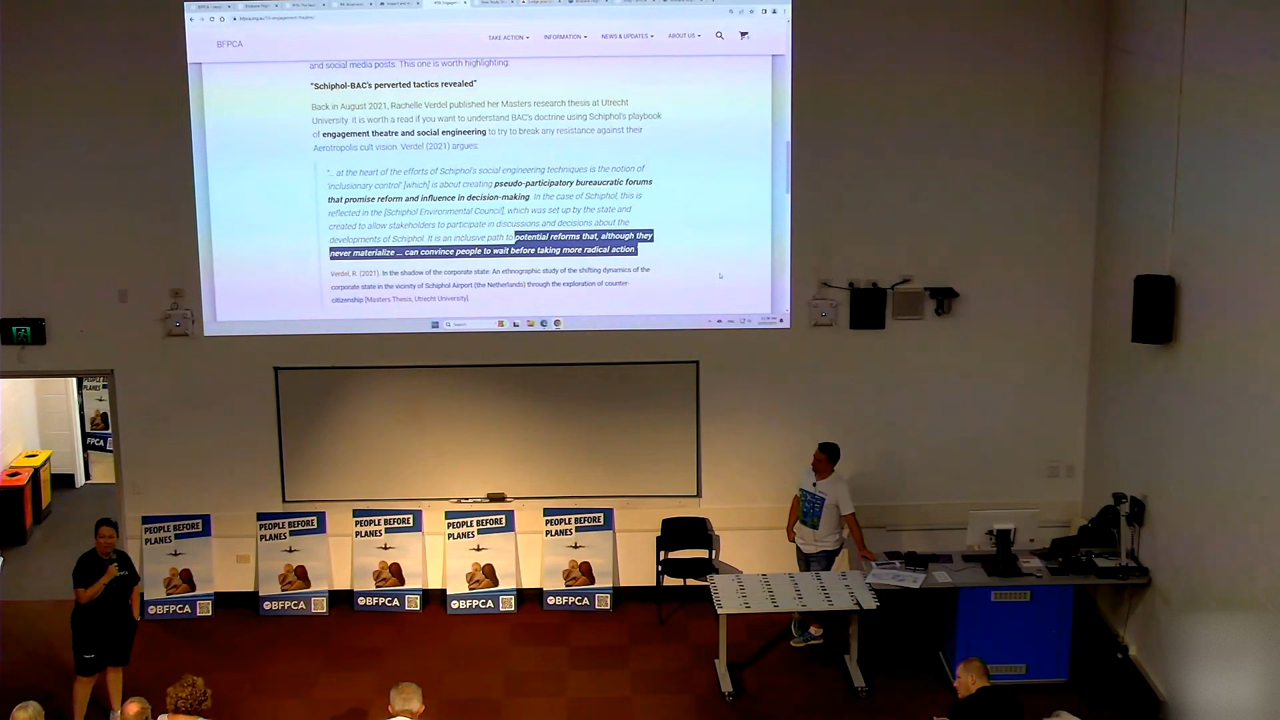 BFPCA
TAKE ACTION
INFORMATION
NEWS & UPDATES
ABOUT US
and social media posts. This one is worth highlighting:
"Schiphol-BAC's perverted tactics revealed"
Back in August 2021, Rachelle Verdel published her Masters research thesis at Utrecht
University. It is worth a read if you want to understand BAC's doctrine using Schiphol's playbook
of engagement theatre and social engineering to try to break any resistance against their
Aerotropolis cult vision. Verdel (2021) argues:
"... at the heart of the efforts of Schiphol's social engineering techniques is the notion of
'inclusionary control' [which] is about creating pseudo-participatory bureaucratic forums
that promise reform and influence in decision-making. In the case of Schiphol, this is
reflected in the [Schiphol Environmental Council], which was set up by the state and
created to allow stakeholders to participate in discussions and decisions about the
developments of Schiphol. It is an inclusive path to potential reforms that, although they
never materialize ... can convince people to wait before taking more radical action.
Verdel, R. (2021). In the shadow of the corporate state: An ethnographic study of the shifting dynamics of the
corporate state in the vicinity of Schiphol Airport (the Netherlands) through the exploration of counter-
citizenship [Masters Thesis, Utrecht University].
Search
PEOPLE BEFORE
PLANES
FPCA
PEOPLE BEFORE
PLANES
BFPCA
PEOPLE BEFORE
PLANES
BFPCA
PEOPLE BEFORE
PLANES
BFPCA
PEOPLE BEFORE
PLANES
BFPCA
PEOPLE BEFORE
PLANES
BFPCA